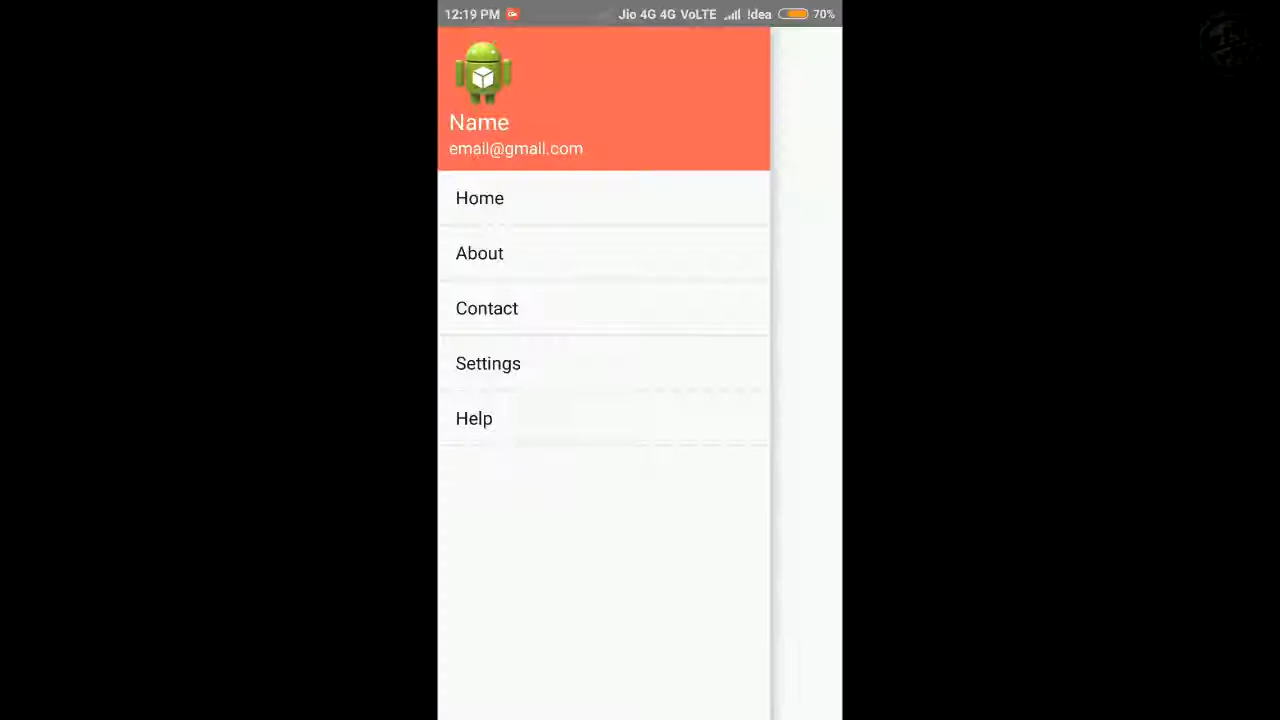 12:19 PM Jio 4G 4G VoLTE !dea 70%
Name
email@gmail.com
Home
About
Contact
Settings
Help